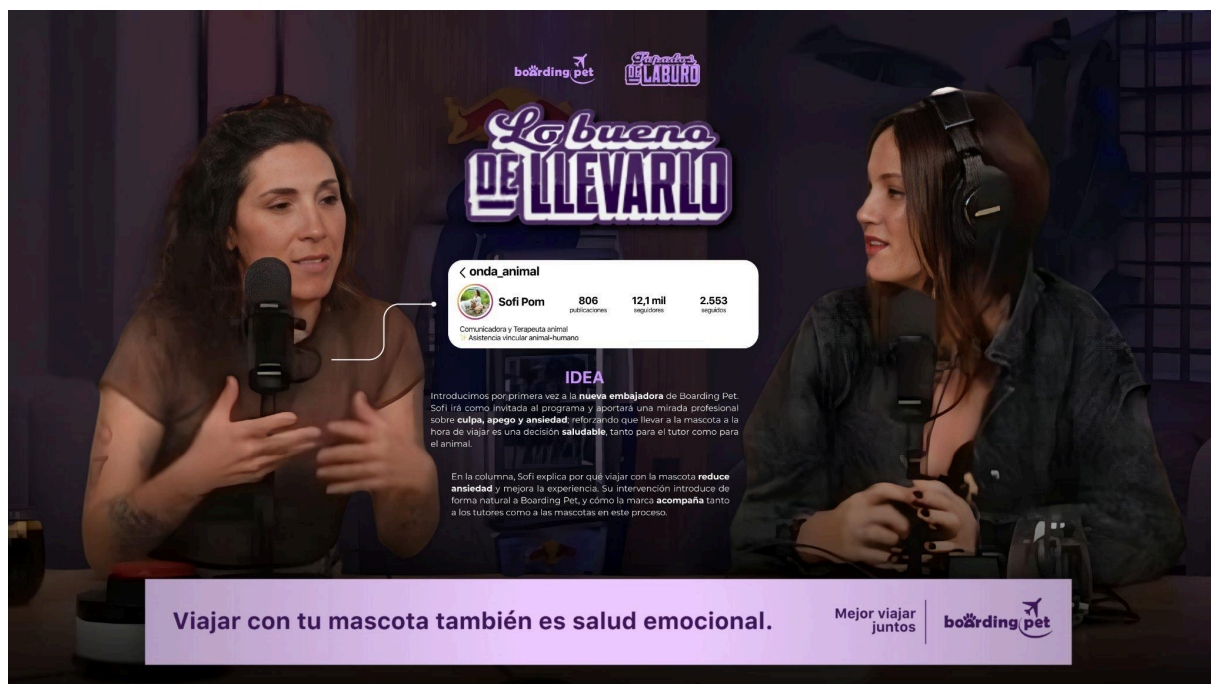 boarding pet
Tapados
DE LABURO
Lo bueno
DE LLEVARLO
< onda_animal
Sofi Pom
806
publicaciones
12,1 mil
seguidores
2.553
seguidos
Comunicadora y Terapeuta animal
✨Asistencia vincular animal-humano
IDEA
Introducimos por primera vez a la nueva embajadora de Boarding Pet.
Sofi irá como invitada al programa y aportará una mirada profesional
sobre culpa, apego y ansiedad; reforzando que llevar a la mascota a la
hora de viajar es una decisión saludable, tanto para el tutor como para
el animal.
En la columna, Sofi explica por qué viajar con la mascota reduce
ansiedad y mejora la experiencia. Su intervención introduce de
forma natural a Boarding Pet, y cómo la marca acompaña tanto
a los tutores como a las mascotas en este proceso.
Viajar con tu mascota también es salud emocional.
Mejor viajar
juntos
boarding pet